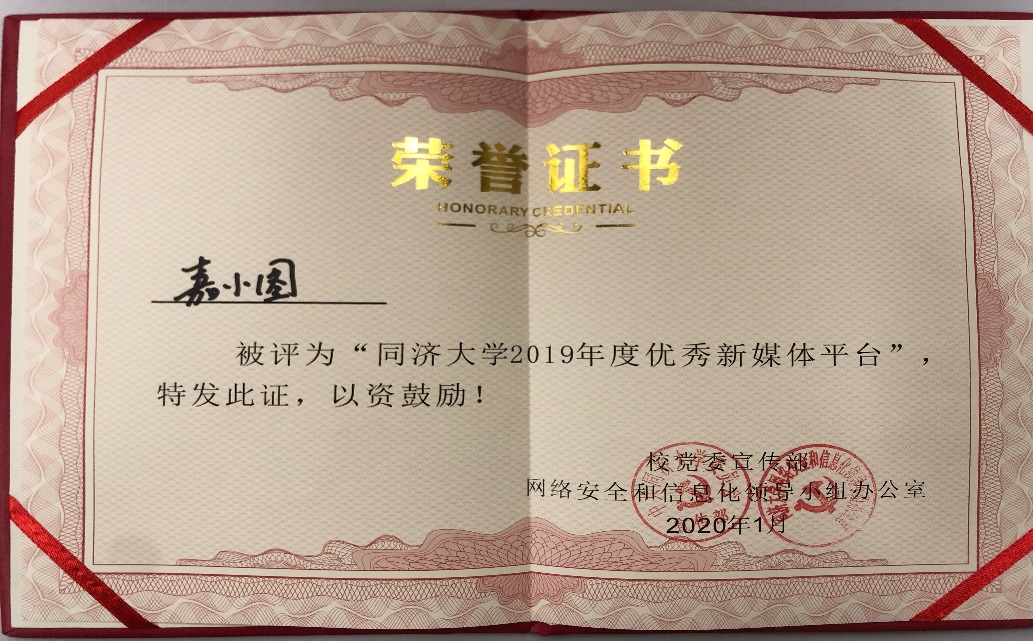 荣誉证书
HONORARY CREDENTIAL
嘉小图
被评为“同济大学2019年度优秀新媒体平台”，
特发此证，以资鼓励！
校党委宣传部
网络安全和信息化领导小组办公室
2020年1月